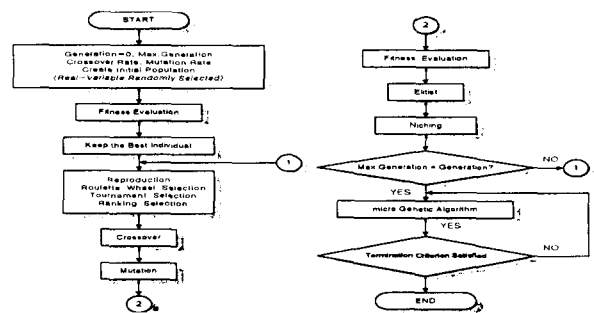 START
Generation=0, Max Generation
Crossover Rate, Mutation Rate
Create Initial Population
(Real-Variable Randomly Selected)
Fitness Evaluation
Keep the Best Individual
1
Reproduction
Roulette Wheel Selection
Tournament Selection
Ranking Selection
Crossover
Mutation
2
2
Fitness Evaluation
Elitist
Niching
Max Generation = Generation?
NO
1
YES
micro Genetic Algorithm
YES
Termination Criterion Satisfied
NO
END